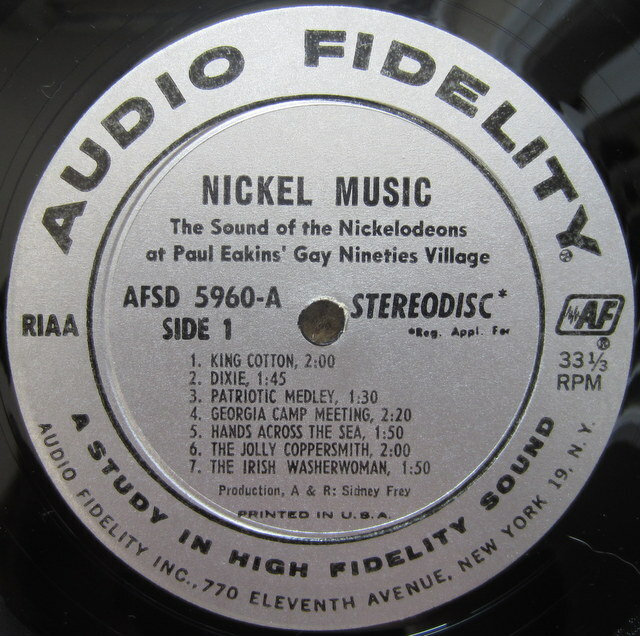 AUDIO FIDELITY®
NICKEL MUSIC
The Sound of the Nickelodeons
at Paul Eakins' Gay Nineties Village
AFSD 5960-A
SIDE 1
STEREODISC*
*Reg. Appl. For
RIAA
AF®
33 1/3
RPM
1. KING COTTON, 2:00
2. DIXIE, 1:45
3. PATRIOTIC MEDLEY, 1:30
4. GEORGIA CAMP MEETING, 2:20
5. HANDS ACROSS THE SEA, 1:50
6. THE JOLLY COPPERSMITH, 2:00
7. THE IRISH WASHERWOMAN, 1:50
Production, A & R: Sidney Frey
PRINTED IN U.S.A.
A STUDY IN HIGH FIDELITY SOUND
AUDIO FIDELITY INC., 770 ELEVENTH AVENUE, NEW YORK 19, N.Y.